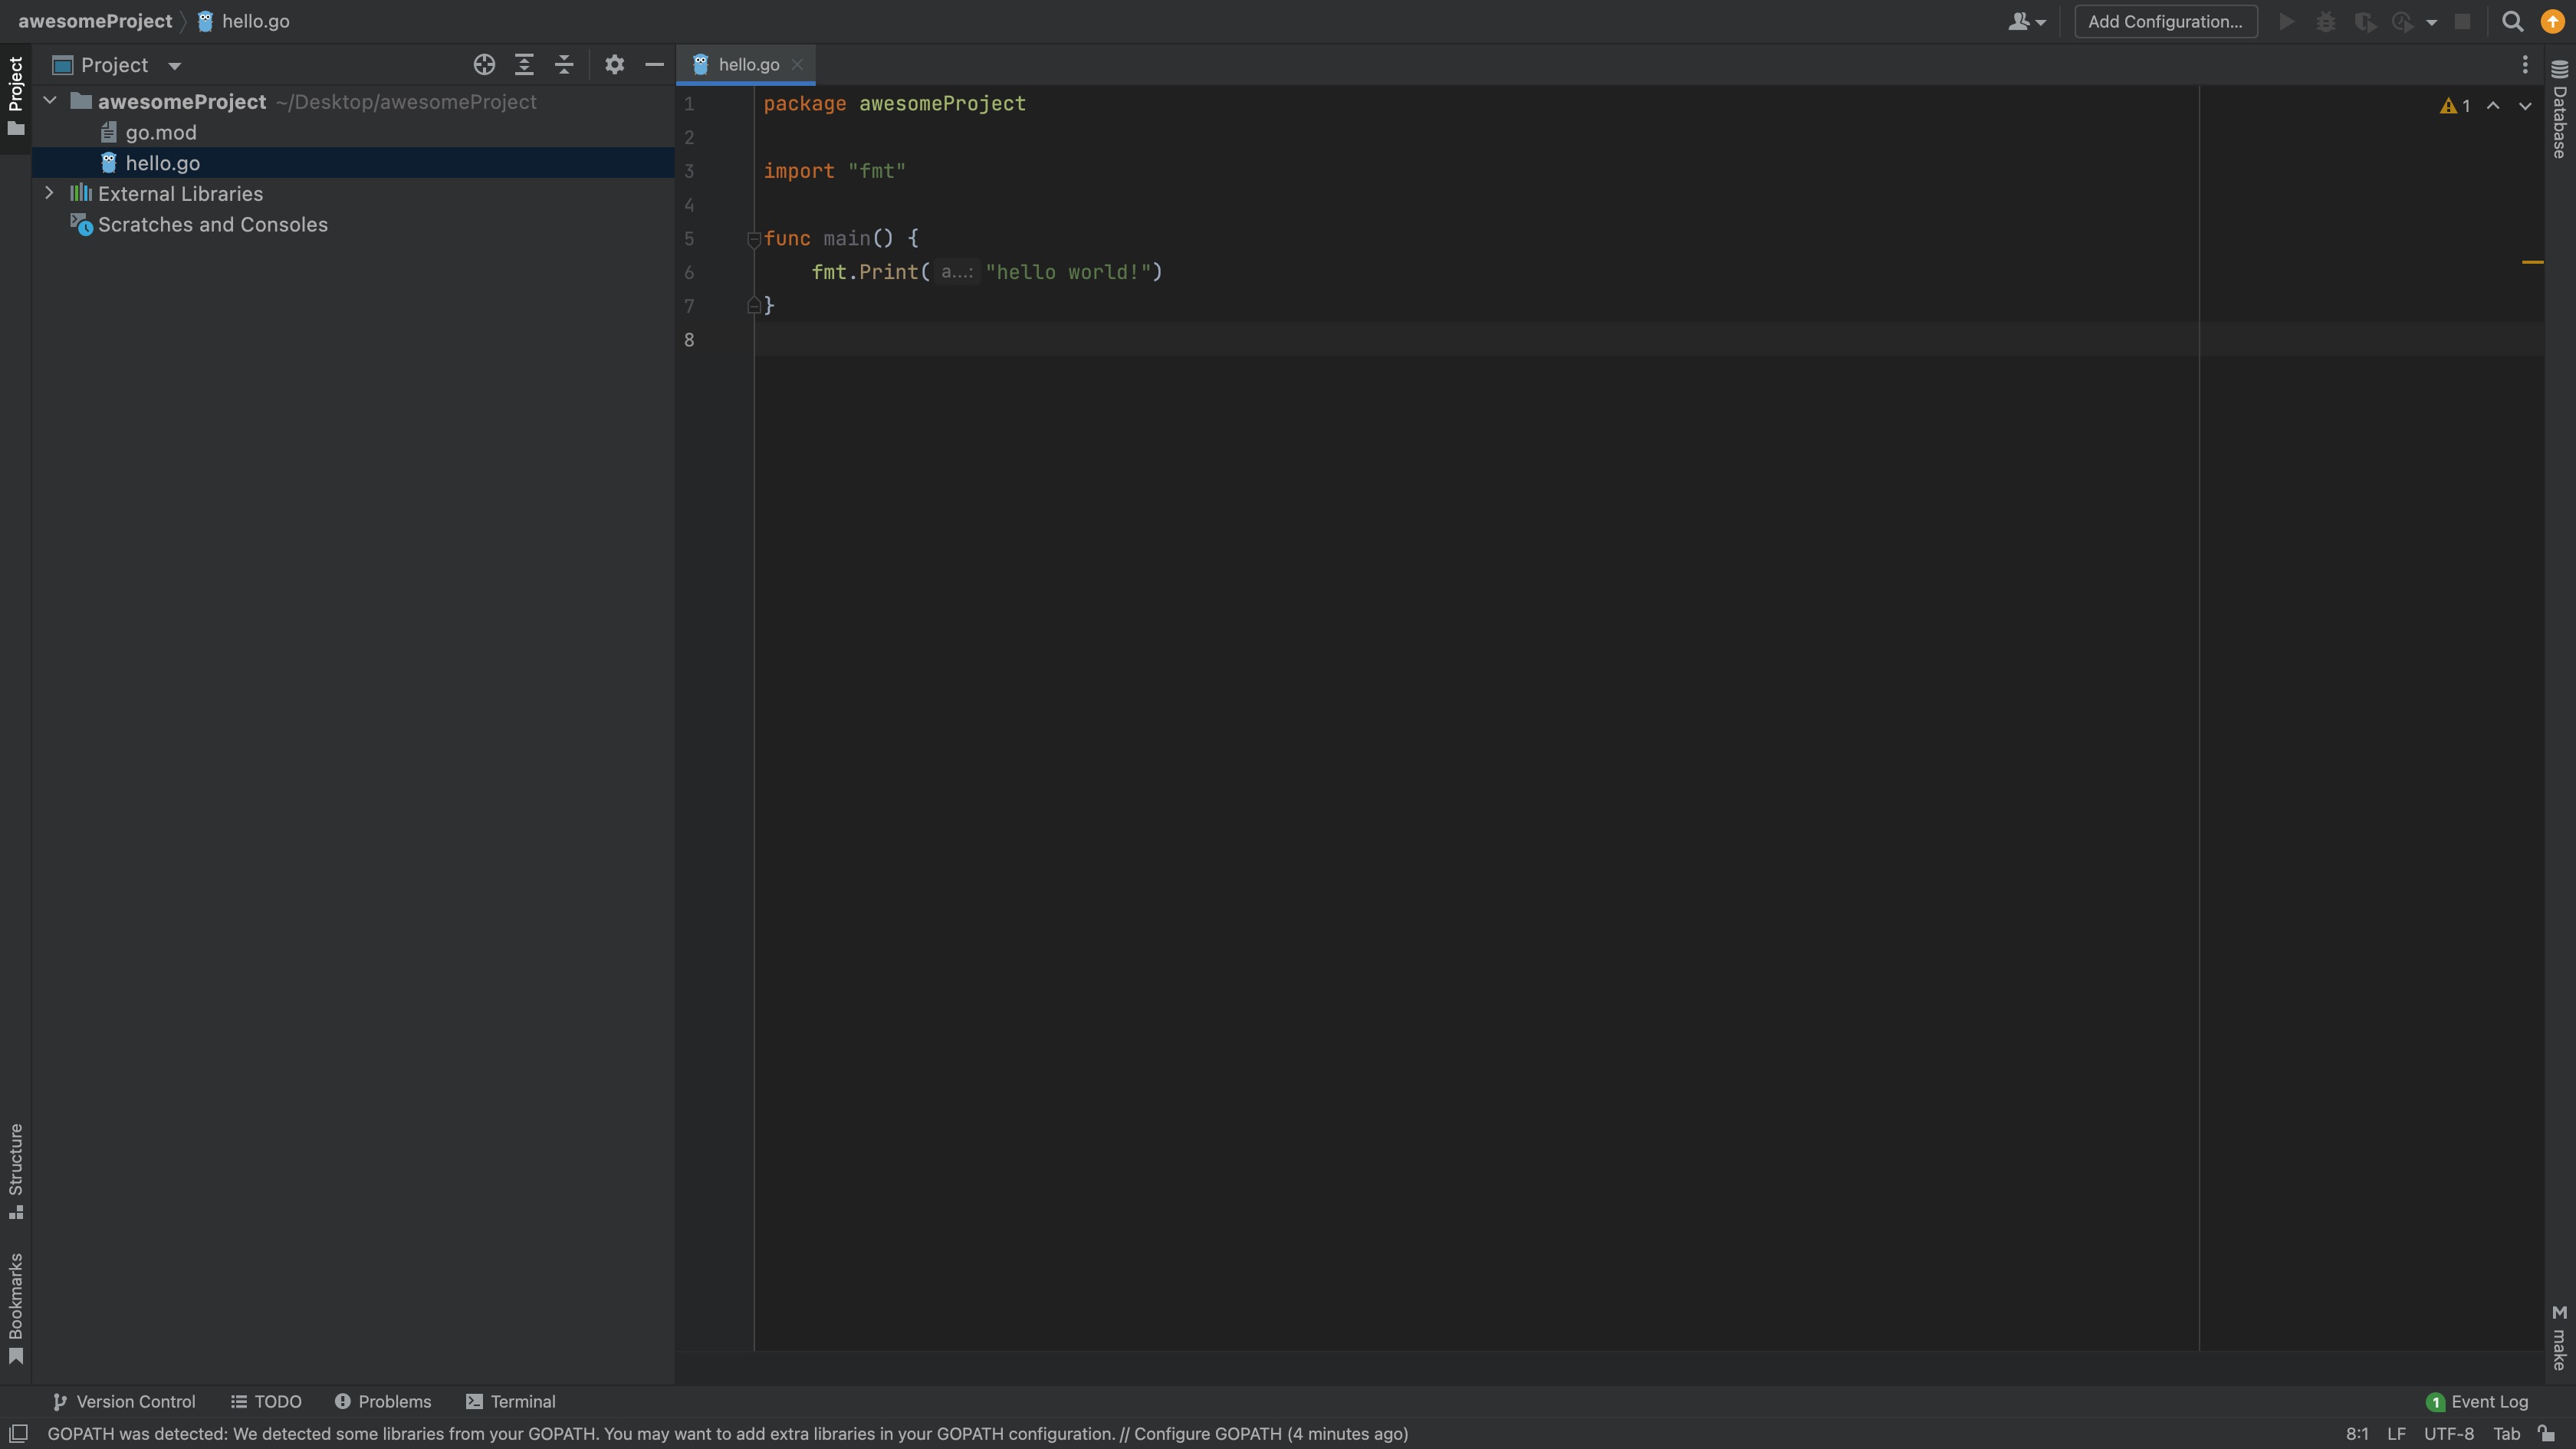 awesomeProject hello.go
Add Configuration...
Project
Project
hello.go
awesomeProject ~/Desktop/awesomeProject
go.mod
hello.go
External Libraries
Scratches and Consoles
1 package awesomeProject
2
3 import "fmt"
4
5 func main() {
6 fmt.Print( a...: "hello world!")
7 }
8
1
Database
Structure
Bookmarks
M make
Version Control TODO Problems Terminal
1 Event Log
GOPATH was detected: We detected some libraries from your GOPATH. You may want to add extra libraries in your GOPATH configuration. // Configure GOPATH (4 minutes ago)
8:1 LF UTF-8 Tab